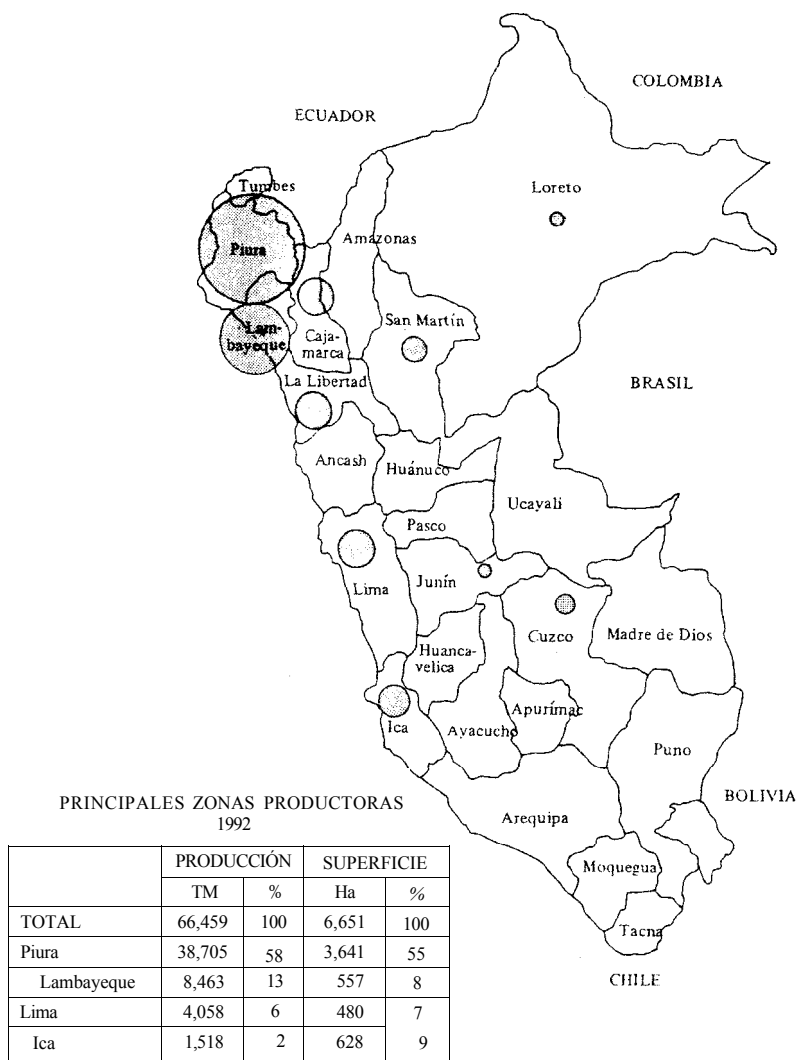 COLOMBIA
ECUADOR
Tumbes
Loreto
Amazonas
Piura
San Martín
Lam-
bayeque
Caja-
marca
La Libertad
BRASIL
Ancash
Huánuco
Ucayali
Pasco
Junín
Lima
Cuzco
Madre de Dios
Huanca-
velica
Apurímac
Ica
Ayacucho
Puno
BOLIVIA
Arequipa
Moquegua
Tacna
CHILE
PRINCIPALES ZONAS PRODUCTORAS
1992
PRODUCCIÓN SUPERFICIE
TM % Ha %
TOTAL 66,459 100 6,651 100
Piura 38,705 58 3,641 55
Lambayeque 8,463 13 557 8
Lima 4,058 6 480 7
Ica 1,518 2 628 9